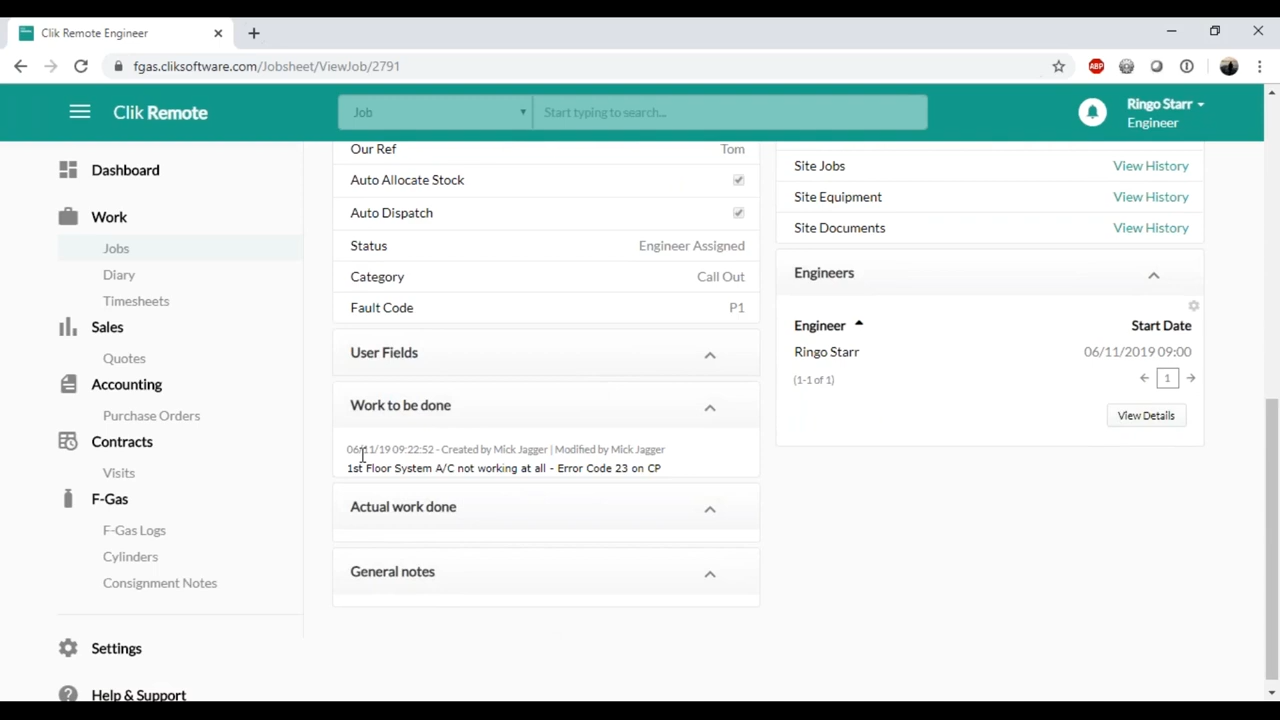 Clik Remote Engineer
fgas.cliksoftware.com/Jobsheet/ViewJob/2791
ABP
Clik Remote
Job
Start typing to search...
Ringo Starr
Engineer
Dashboard
Work
Jobs
Diary
Timesheets
Sales
Quotes
Accounting
Purchase Orders
Contracts
Visits
F-Gas
F-Gas Logs
Cylinders
Consignment Notes
Settings
Help & Support
Our Ref Tom
Auto Allocate Stock
Auto Dispatch
Status Engineer Assigned
Category Call Out
Fault Code P1
User Fields
Work to be done
06/11/19 09:22:52 - Created by Mick Jagger | Modified by Mick Jagger
1st Floor System A/C not working at all - Error Code 23 on CP
Actual work done
General notes
Site Jobs View History
Site Equipment View History
Site Documents View History
Engineers
Engineer Start Date
Ringo Starr 06/11/2019 09:00
(1-1 of 1) 1
View Details